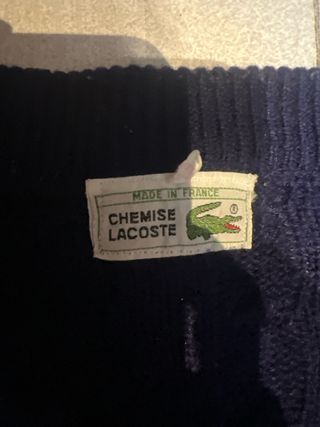 MADE IN FRANCE
CHEMISE
LACOSTE
®